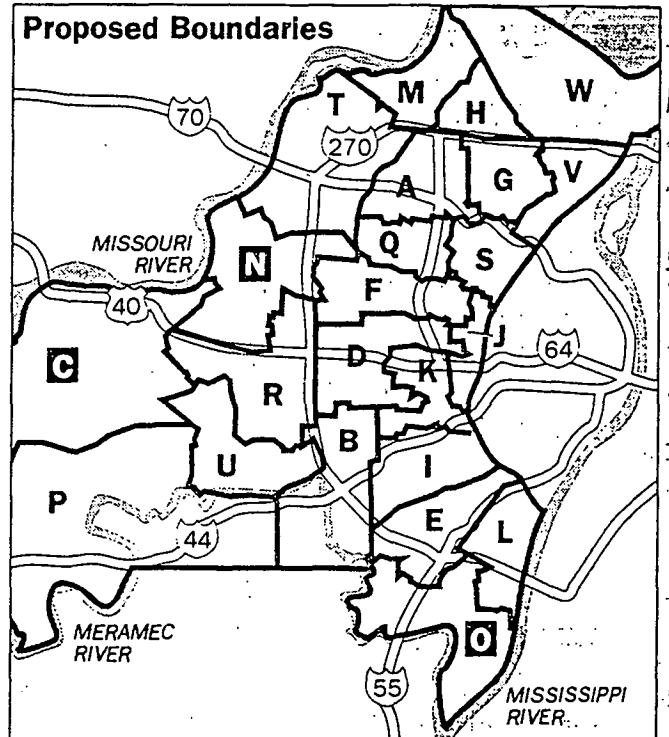 Proposed Boundaries
M
W
T
H
70
270
A
G
V
MISSOURI
RIVER
Q
N
S
F
40
J
64
D
C
K
R
B
U
I
P
E
L
44
MERAMEC
RIVER
O
55
MISSISSIPPI
RIVER